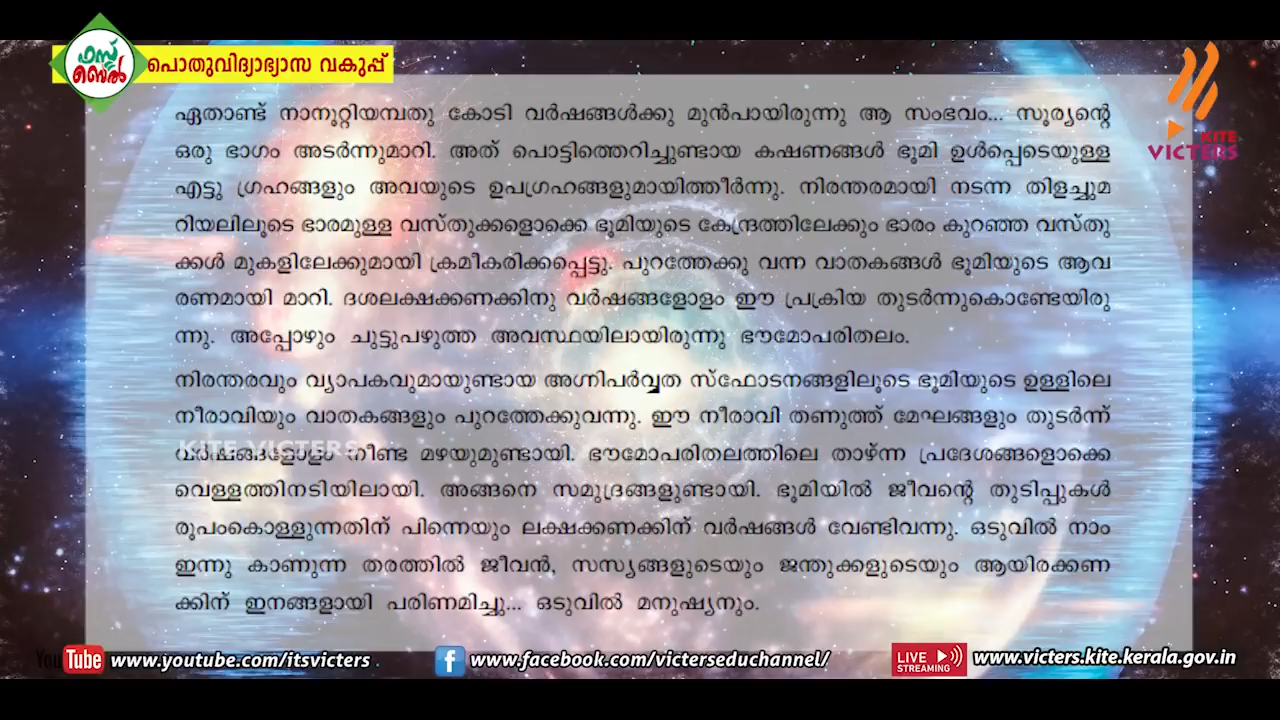 ഫസ്റ്റ്
ബെൽ
പൊതുവിദ്യാഭ്യാസ വകുപ്പ്
KITE
VICTERS
ഏതാണ്ട് നാനൂറ്റിയമ്പതു കോടി വർഷങ്ങൾക്കു മുൻപായിരുന്നു ആ സംഭവം... സൂര്യന്റെ
ഒരു ഭാഗം അടർന്നുമാറി. അത് പൊട്ടിത്തെറിച്ചുണ്ടായ കഷണങ്ങൾ ഭൂമി ഉൾപ്പെടെയുള്ള
എട്ടു ഗ്രഹങ്ങളും അവയുടെ ഉപഗ്രഹങ്ങളുമായിത്തീർന്നു. നിരന്തരമായി നടന്ന തിളച്ചുമ
റിയലിലൂടെ ഭാരമുള്ള വസ്തുക്കളൊക്കെ ഭൂമിയുടെ കേന്ദ്രത്തിലേക്കും ഭാരം കുറഞ്ഞ വസ്തു
ക്കൾ മുകളിലേക്കുമായി ക്രമീകരിക്കപ്പെട്ടു. പുറത്തേക്കു വന്ന വാതകങ്ങൾ ഭൂമിയുടെ ആവ
രണമായി മാറി. ദശലക്ഷക്കണക്കിനു വർഷങ്ങളോളം ഈ പ്രക്രിയ തുടർന്നുകൊണ്ടേയിരു
ന്നു. അപ്പോഴും ചുട്ടുപഴുത്ത അവസ്ഥയിലായിരുന്നു ഭൗമോപരിതലം.
നിരന്തരവും വ്യാപകവുമായുണ്ടായ അഗ്നിപർവ്വത സ്ഫോടനങ്ങളിലൂടെ ഭൂമിയുടെ ഉള്ളിലെ
നീരാവിയും വാതകങ്ങളും പുറത്തേക്കുവന്നു. ഈ നീരാവി തണുത്ത് മേഘങ്ങളും തുടർന്ന്
വർഷങ്ങളോളം നീണ്ട മഴയുമുണ്ടായി. ഭൗമോപരിതലത്തിലെ താഴ്ന്ന പ്രദേശങ്ങളൊക്കെ
KITE VICTERS
വെള്ളത്തിനടിയിലായി. അങ്ങനെ സമുദ്രങ്ങളുണ്ടായി. ഭൂമിയിൽ ജീവന്റെ തുടിപ്പുകൾ
രൂപംകൊള്ളുന്നതിന് പിന്നെയും ലക്ഷക്കണക്കിന് വർഷങ്ങൾ വേണ്ടിവന്നു. ഒടുവിൽ നാം
ഇന്നു കാണുന്ന തരത്തിൽ ജീവൻ, സസ്യങ്ങളുടെയും ജന്തുക്കളുടെയും ആയിരക്കണ
ക്കിന് ഇനങ്ങളായി പരിണമിച്ചു... ഒടുവിൽ മനുഷ്യനും.
You Tube www.youtube.com/itsvicters
f www.facebook.com/victerseduchannel/
LIVE STREAMING www.victers.kite.kerala.gov.in